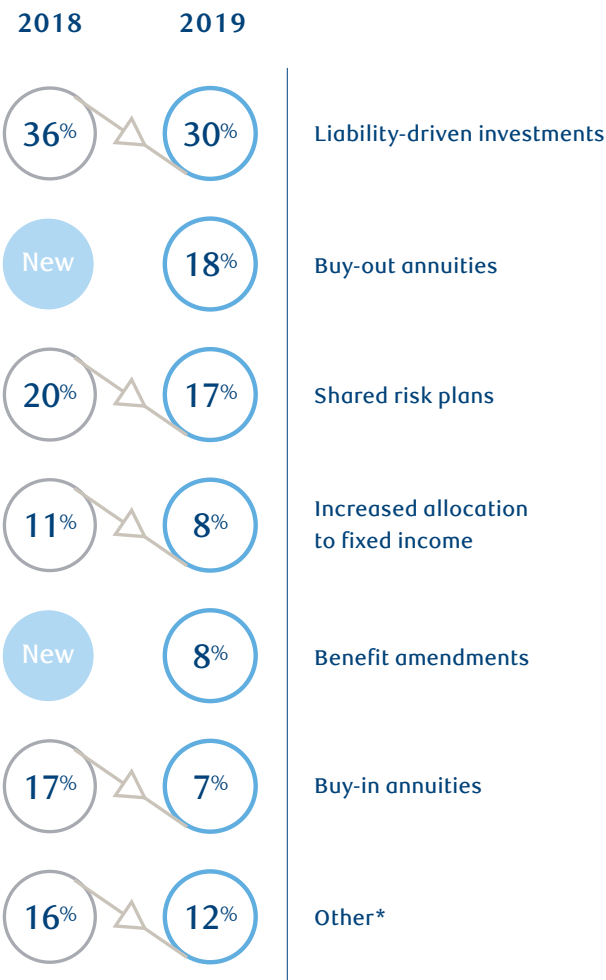 2018 2019
36% 30% Liability-driven investments
New 18% Buy-out annuities
20% 17% Shared risk plans
11% 8% Increased allocation
to fixed income
New 8% Benefit amendments
17% 7% Buy-in annuities
16% 12% Other*